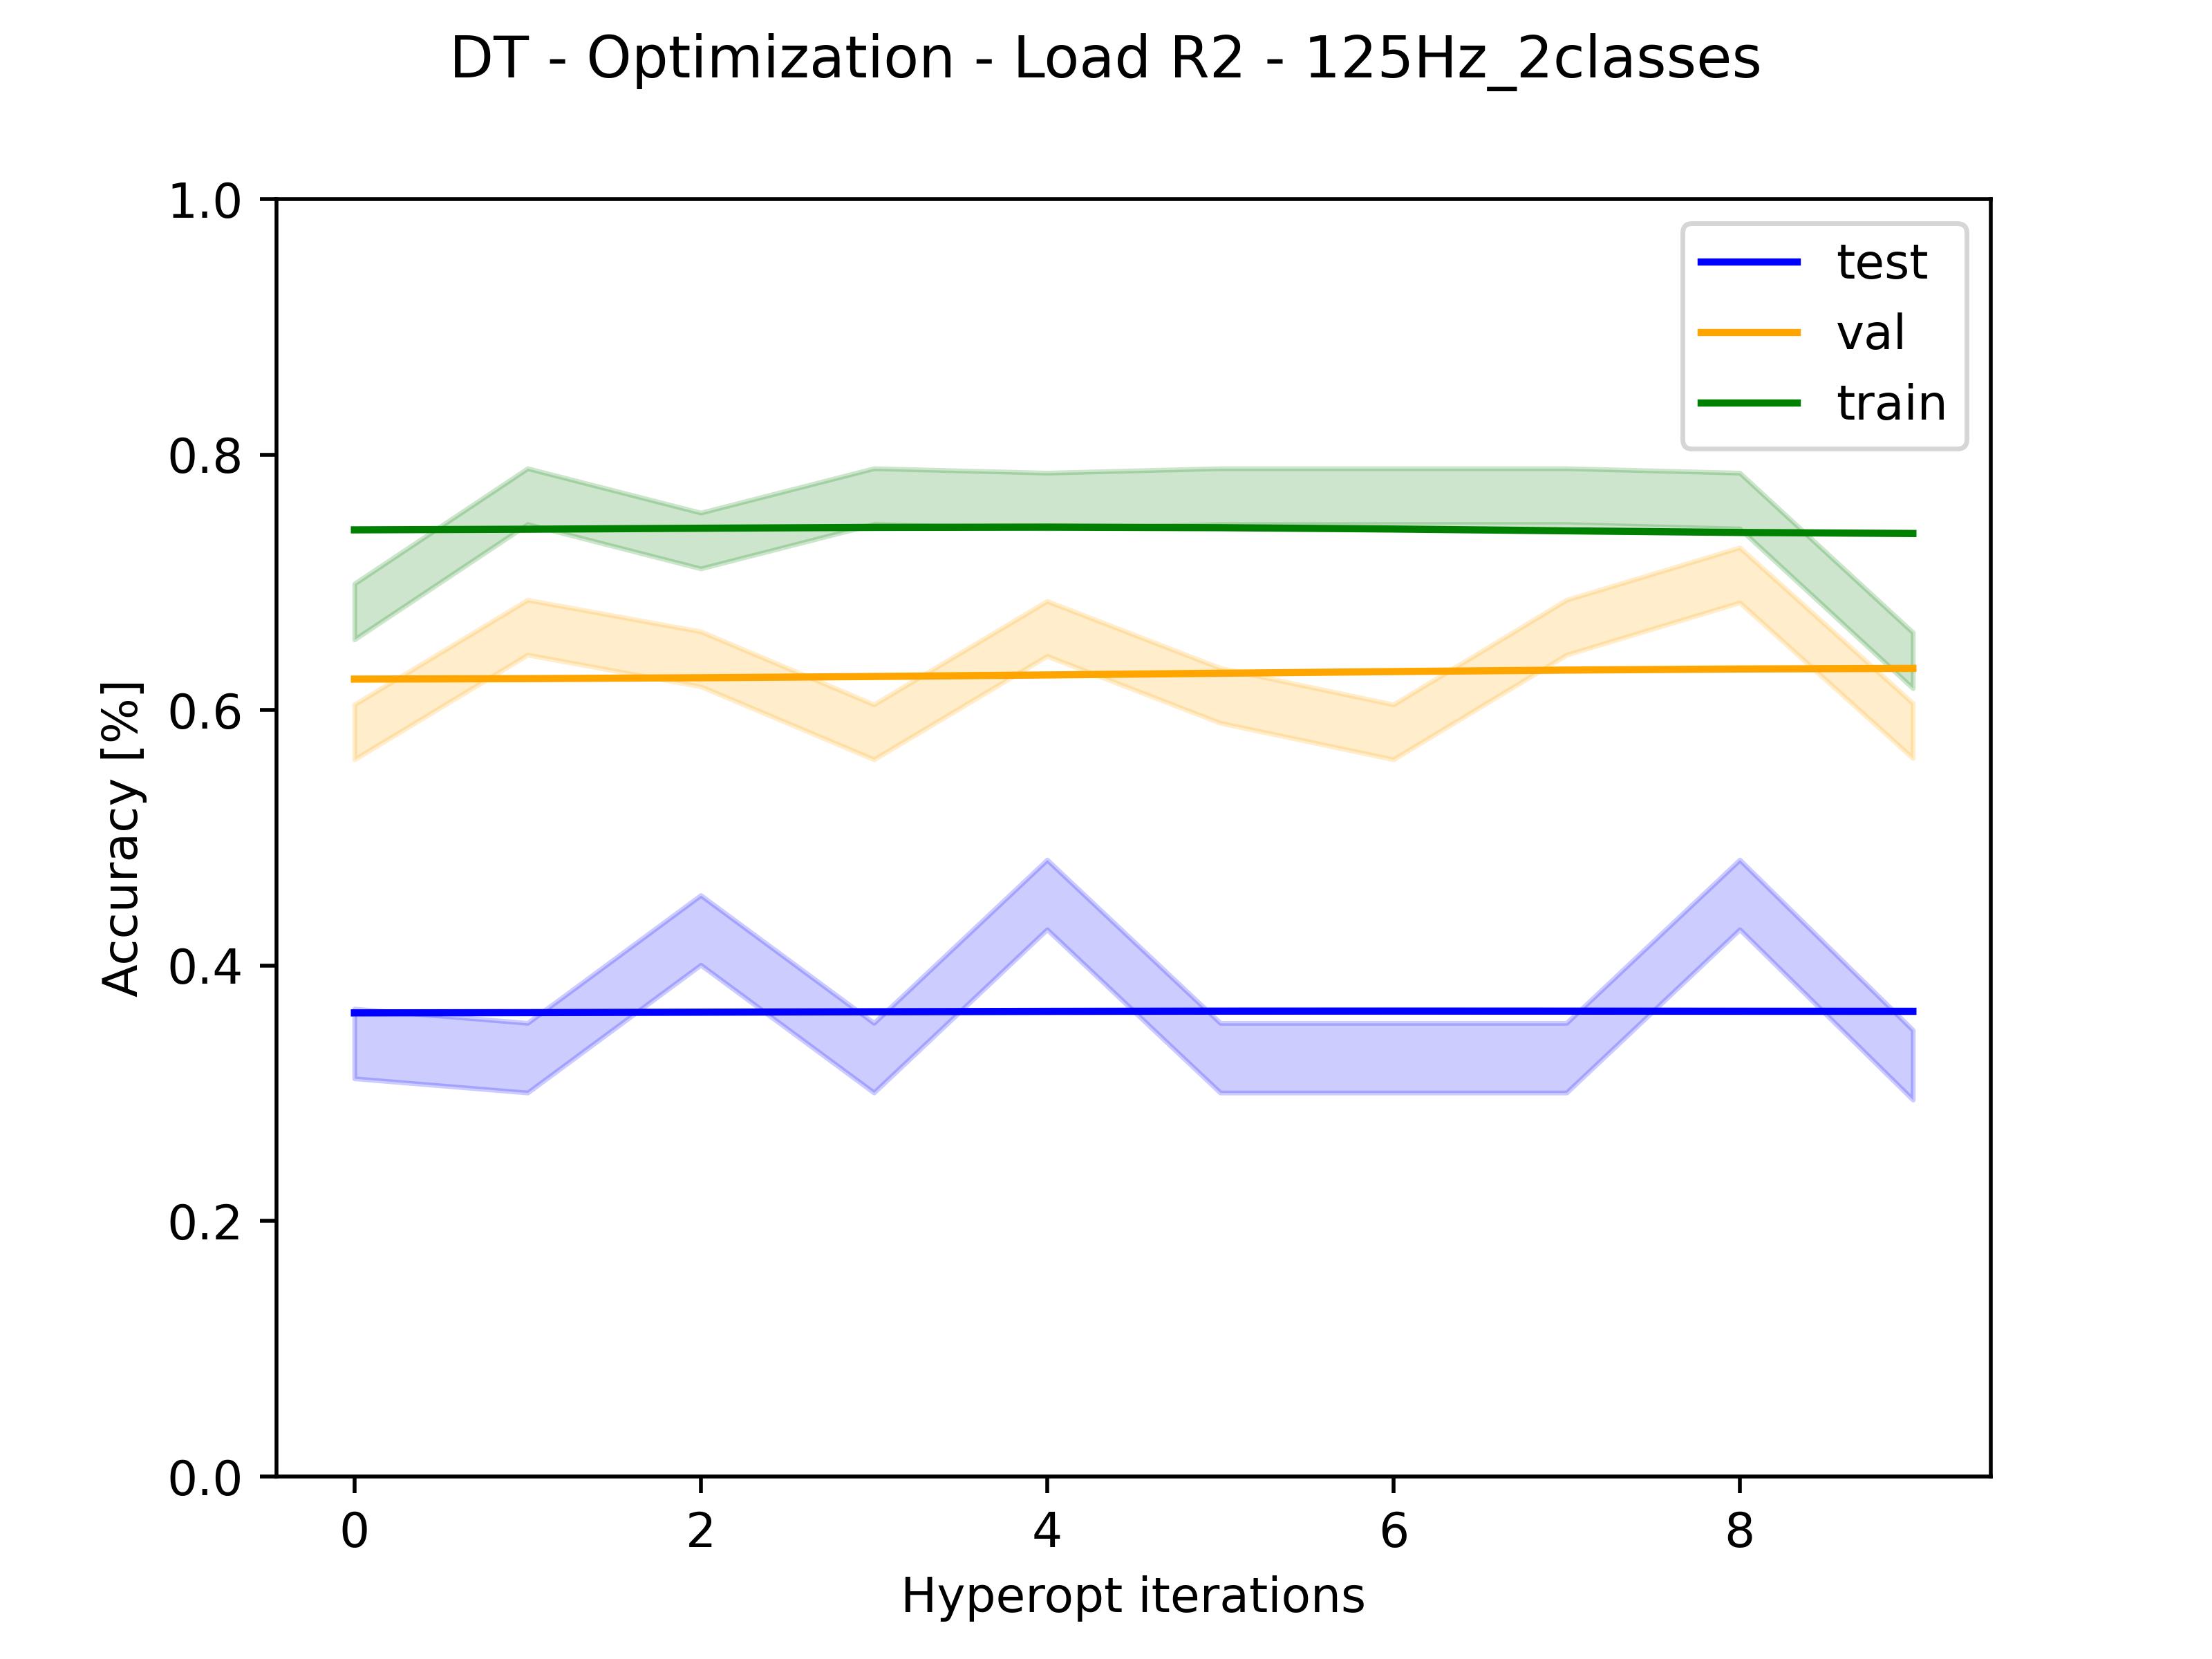 DT - Optimization - Load R2 - 125Hz_2classes
1.0
0.8
0.6
0.4
0.2
0.0
Accuracy [%]
test
val
train
0 2 4 6 8
Hyperopt iterations